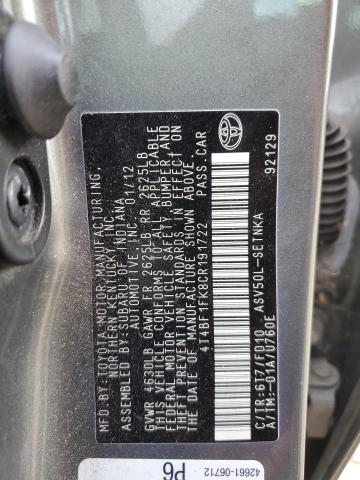 MFD. BY: TOYOTA MOTOR MANUFACTURING,
NORTHERN KENTUCKY, INC.
ASSEMBLED BY: SUBARU OF INDIANA
AUTOMOTIVE, INC. 01/12
GVWR 4630LB GAWR FR 2625LB RR 2625LB
THIS VEHICLE CONFORMS TO ALL APPLICABLE
FEDERAL MOTOR VEHICLE SAFETY, BUMPER, AND
THEFT PREVENTION STANDARDS IN EFFECT ON
THE DATE OF MANUFACTURE SHOWN ABOVE.
4T4BF1FK8CR191722 PASS.CAR
TOYOTA
C/TR: 6T7/FD10 ASV50L-SETNKA
A/TM: -01A/U760E 92129
42661-06712
P6